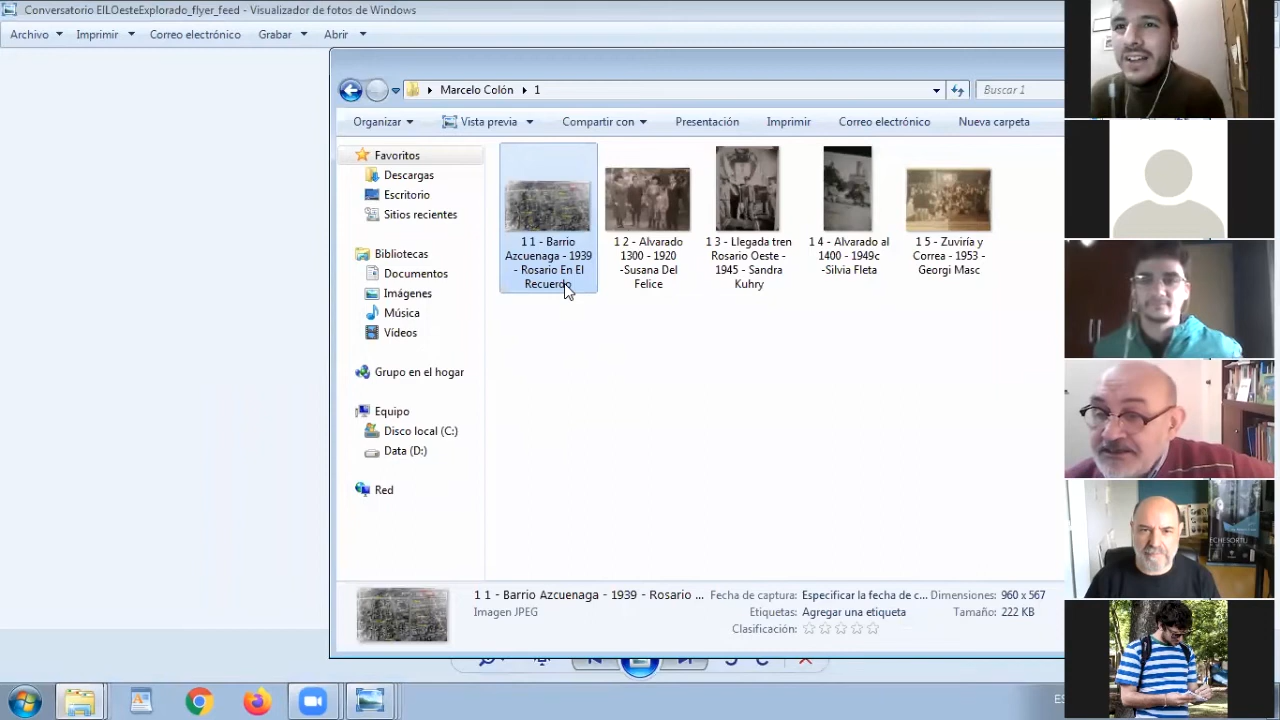 Conversatorio EILOesteExplorado_flyer_feed - Visualizador de fotos de Windows
Archivo Imprimir Correo electrónico Grabar Abrir
Marcelo Colón 1
Buscar 1
Organizar Vista previa Compartir con Presentación Imprimir Correo electrónico Nueva carpeta
Favoritos
Descargas
Escritorio
Sitios recientes
Bibliotecas
Documentos
Imágenes
Música
Vídeos
Grupo en el hogar
Equipo
Disco local (C:)
Data (D:)
Red
1 1 - Barrio
Azcuenaga - 1939
- Rosario En El
Recuerdo
1 2 - Alvarado
1300 - 1920
-Susana Del
Felice
1 3 - Llegada tren
Rosario Oeste -
1945 - Sandra
Kuhry
1 4 - Alvarado al
1400 - 1949c
-Silvia Fleta
1 5 - Zuviría y
Correa - 1953 -
Georgi Masc
1 1 - Barrio Azcuenaga - 1939 - Rosario ... Fecha de captura: Especificar la fecha de c... Dimensiones: 960 x 567
Imagen JPEG Etiquetas: Agregar una etiqueta Tamaño: 222 KB
Clasificación:
ES
ECHESORTU